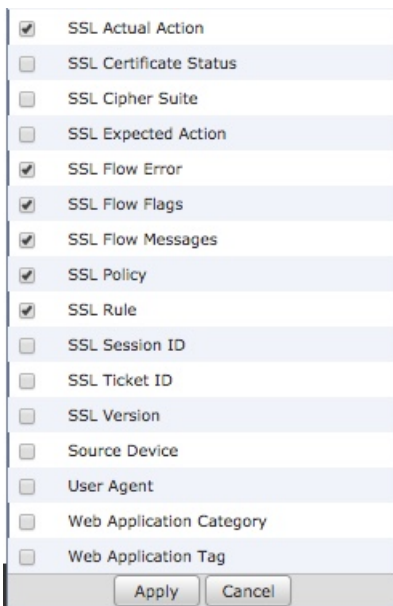 SSL Actual Action
SSL Certificate Status
SSL Cipher Suite
SSL Expected Action
SSL Flow Error
SSL Flow Flags
SSL Flow Messages
SSL Policy
SSL Rule
SSL Session ID
SSL Ticket ID
SSL Version
Source Device
User Agent
Web Application Category
Web Application Tag
Apply Cancel